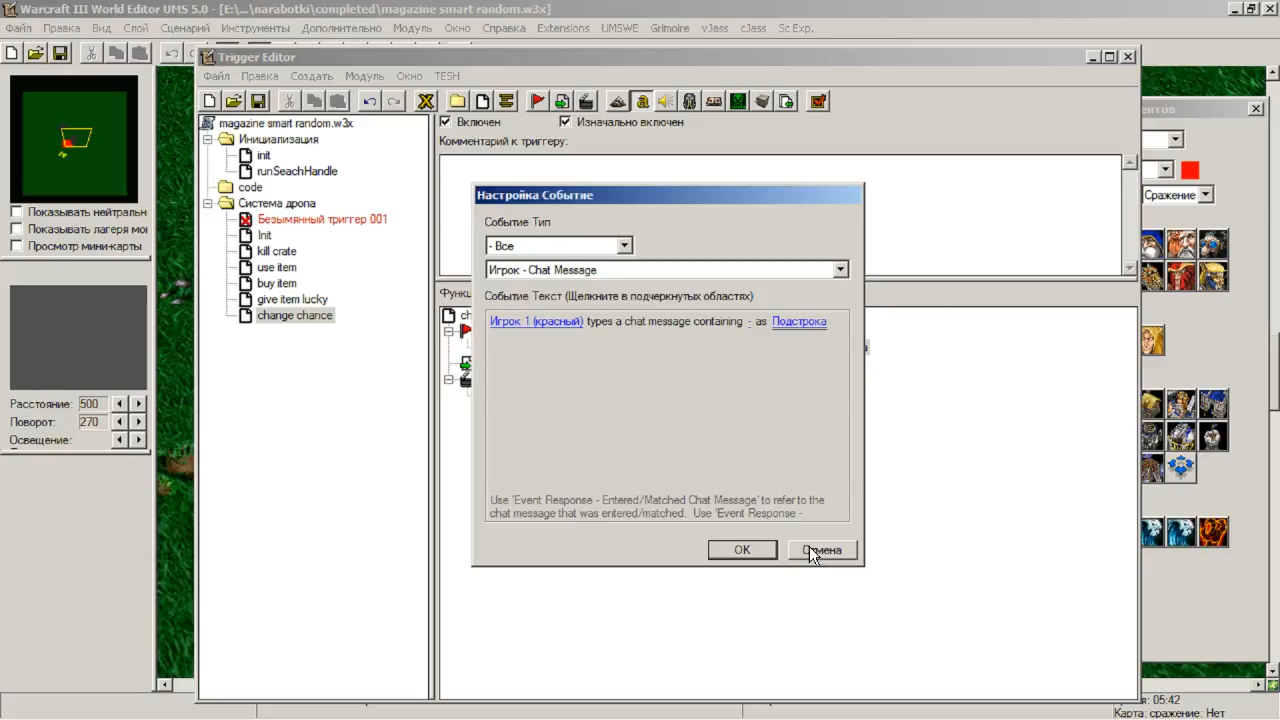 Warcraft III World Editor UMS 5.0 - [E:\...\narabotki\completed\magazine smart random.w3x]
Файл Правка Вид Слой Сценарий Инструменты Дополнительно Модуль Окно Справка Extensions UMSWE Grimoire vJass cJass Sc Exp.
Trigger Editor
Файл Правка Создать Модуль Окно TESH
magazine smart random.w3x
Инициализация
init
runSeachHandle
code
Система дропа
Безымянный триггер 001
Init
kill crate
use item
buy item
give item lucky
change chance
Включен
Изначально включен
Комментарий к триггеру:
Функц
ch
Показывать нейтральн
Показывать лагеря мо
Просмотр мини-карты
Расстояние: 500
Поворот: 270
Освещение:
Настройка Событие
Событие Тип
- Все
Игрок - Chat Message
Событие Текст (Щелкните в подчеркнутых областях)
Игрок 1 (красный) types a chat message containing - as Подстрока
Use 'Event Response - Entered/Matched Chat Message' to refer to the
chat message that was entered/matched. Use 'Event Response -
OK
Отмена
ентов
Сражение
я: 05:42
Карта: сражение: Нет